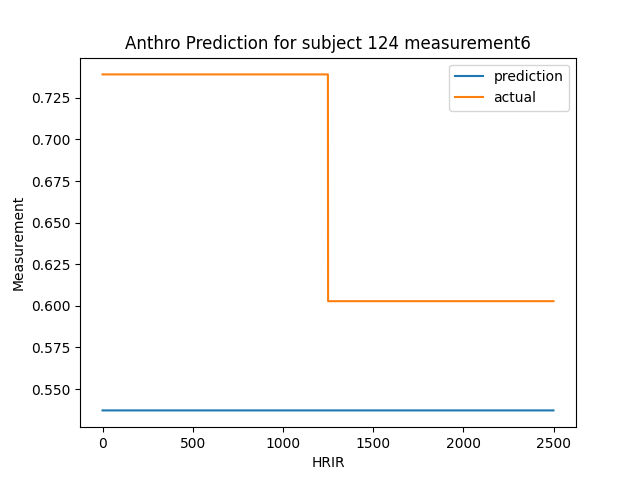 Anthro Prediction for subject 124 measurement6
prediction
actual
0.725
0.700
0.675
0.650
0.625
0.600
0.575
0.550
Measurement
0 500 1000 1500 2000 2500
HRIR